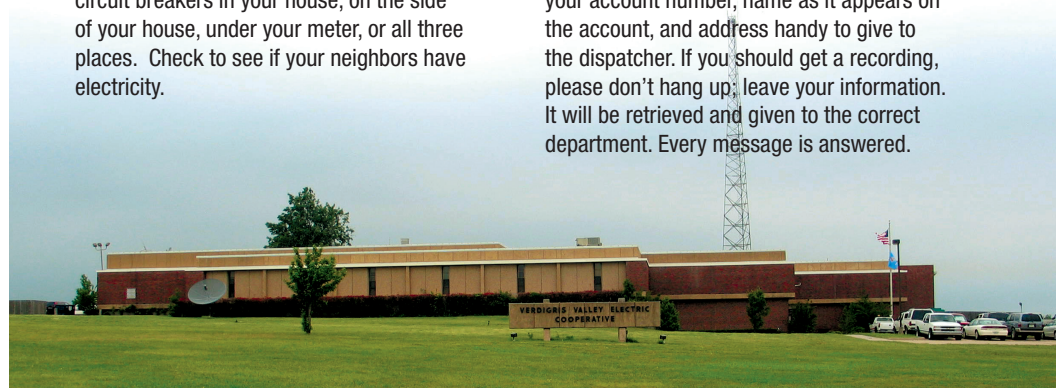 circuit breakers in your house, on the side
of your house, under your meter, or all three
places. Check to see if your neighbors have
electricity.
your account number, name as it appears on
the account, and address handy to give to
the dispatcher. If you should get a recording,
please don't hang up; leave your information.
It will be retrieved and given to the correct
department. Every message is answered.
VERDIGRIS VALLEY ELECTRIC
COOPERATIVE